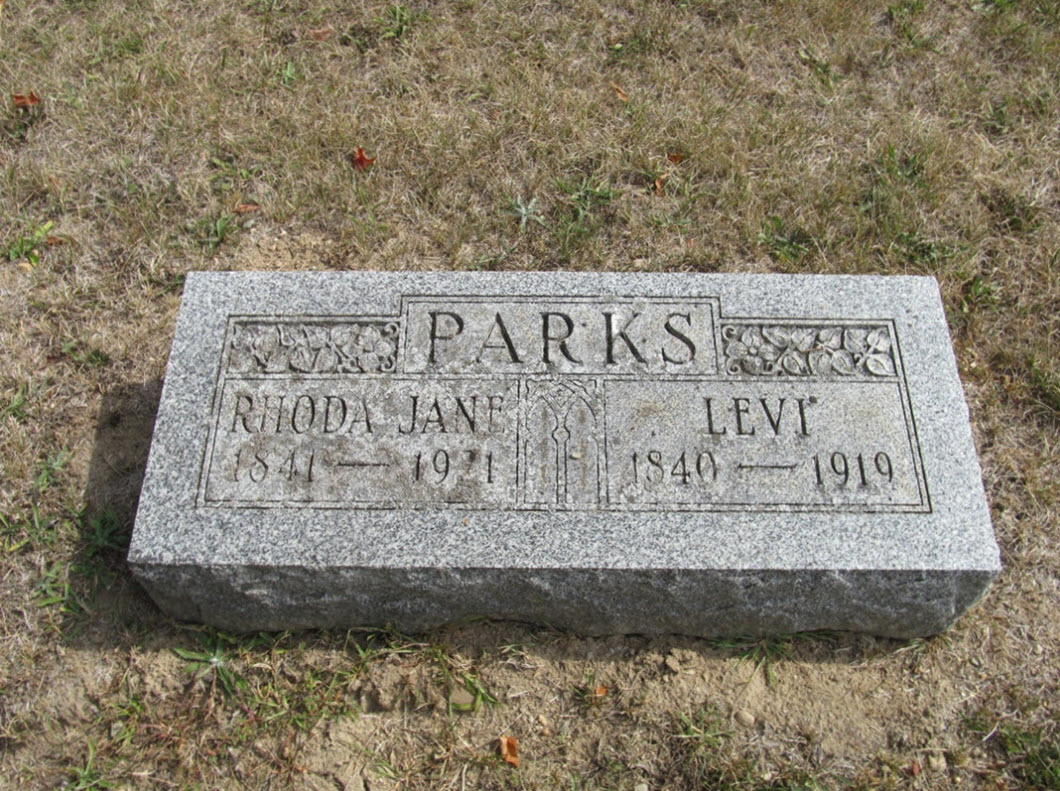 PARKS
RHODA JANE LEVI
1841 — 1921 1840 — 1919